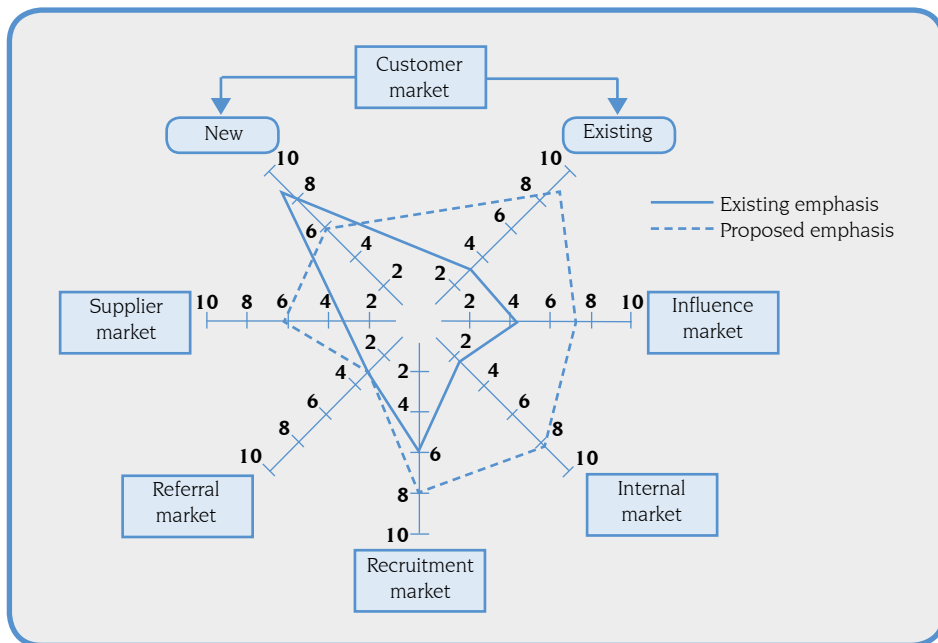 Customer
market
New
Existing
10
10
8
8
Existing emphasis
Proposed emphasis
6
6
4
4
2
2
Supplier
market
10
8
6
4
2
2
4
6
8
10
Influence
market
2
2
4
2
4
6
4
6
8
6
8
10
8
10
10
Referral
market
Internal
market
Recruitment
market